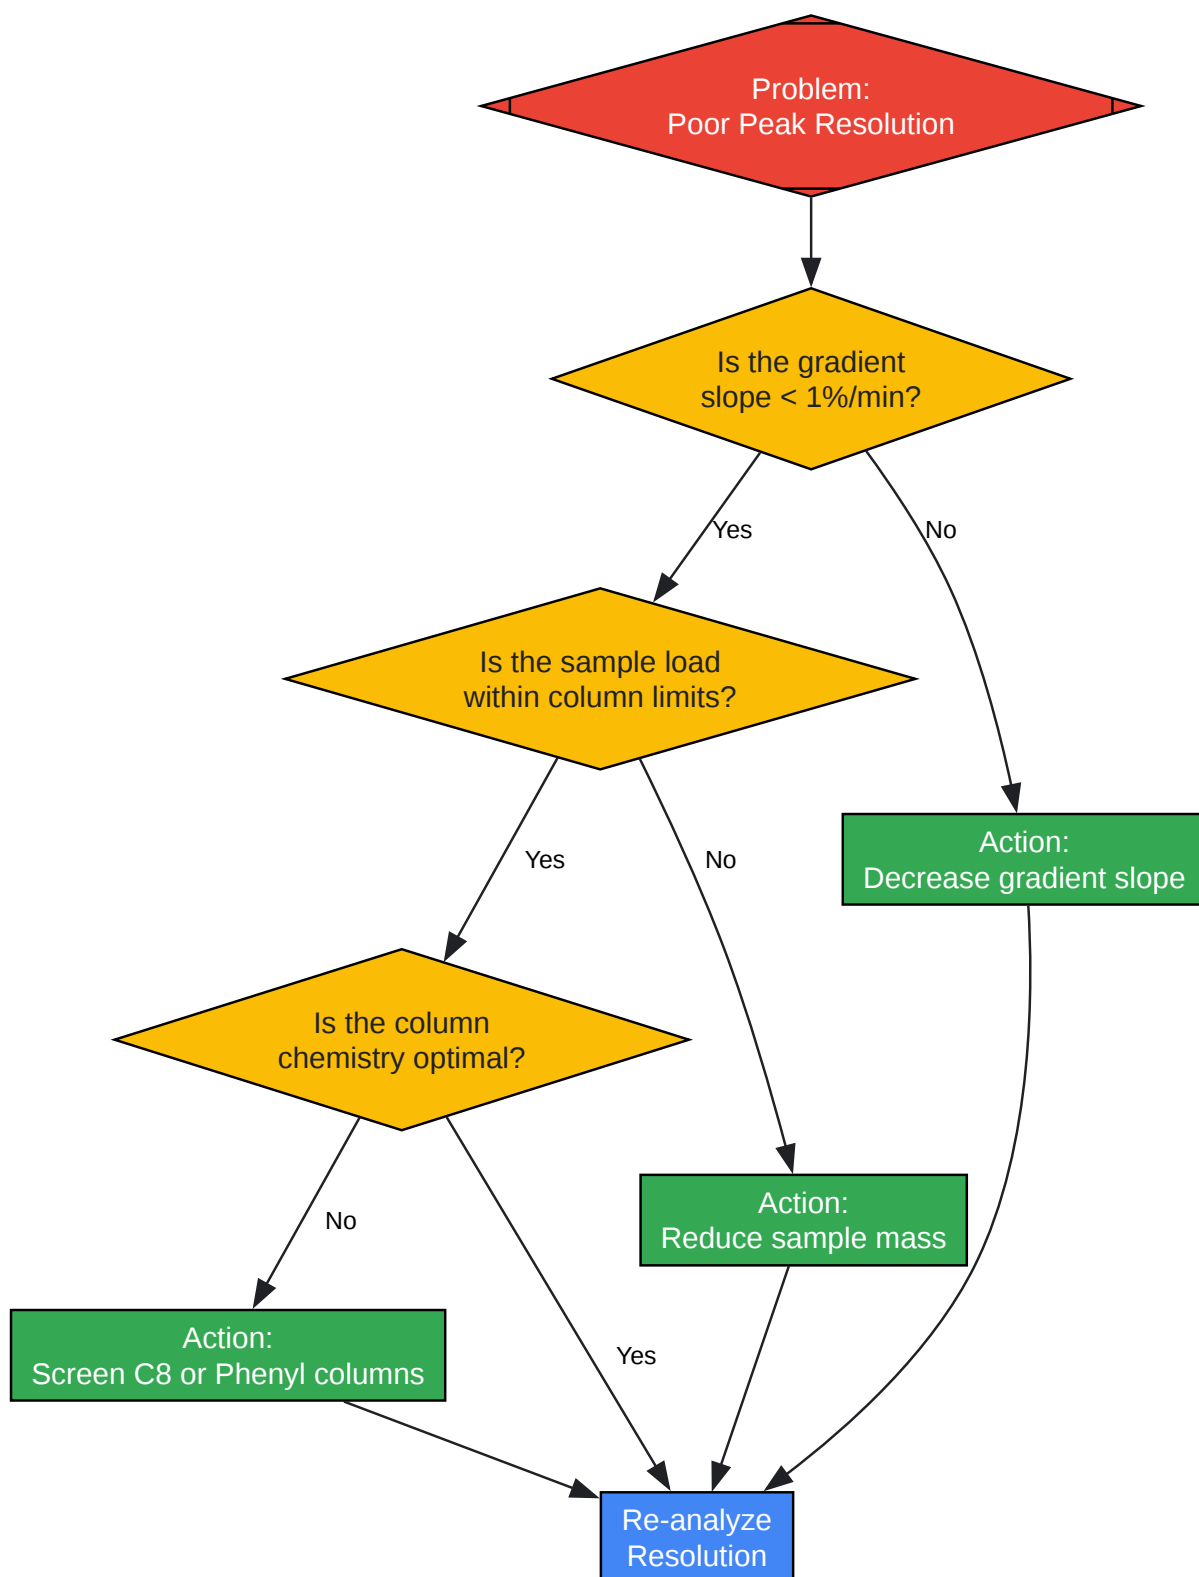 Problem:
Poor Peak Resolution
Is the gradient
slope < 1%/min?
Yes
No
Is the sample load
within column limits?
Action:
Decrease gradient slope
Yes
No
Is the column
chemistry optimal?
Action:
Reduce sample mass
No
Action:
Screen C8 or Phenyl columns
Yes
Re-analyze
Resolution